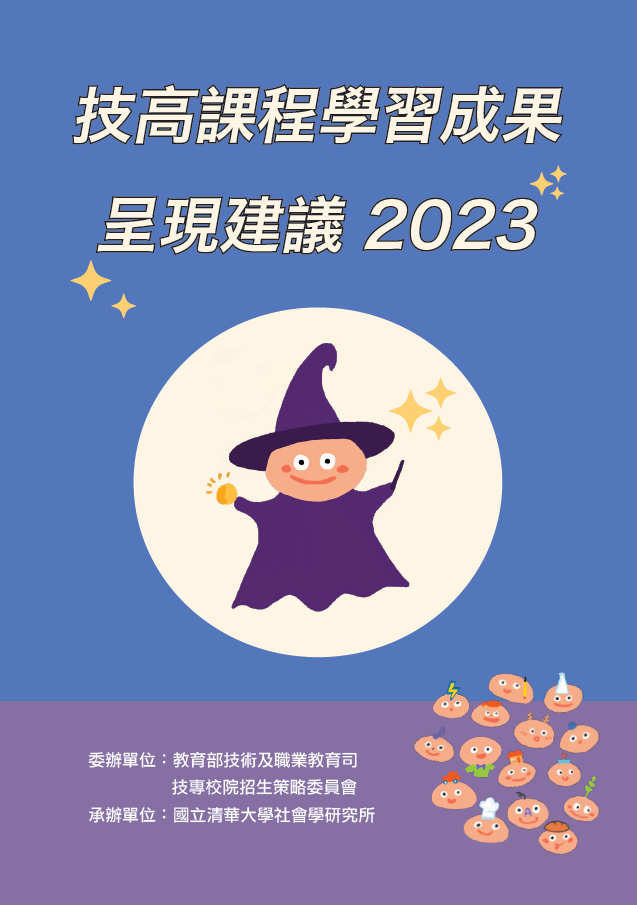 技高課程學習成果
呈現建議 2023
委辦單位：教育部技術及職業教育司
技專校院招生策略委員會
承辦單位：國立清華大學社會學研究所
A